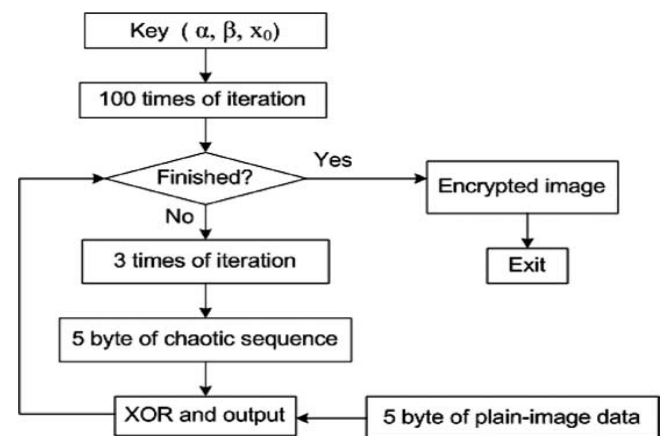 Key ( α, β, x₀)
100 times of iteration
Finished?
Yes
Encrypted image
No
3 times of iteration
Exit
5 byte of chaotic sequence
XOR and output
5 byte of plain-image data